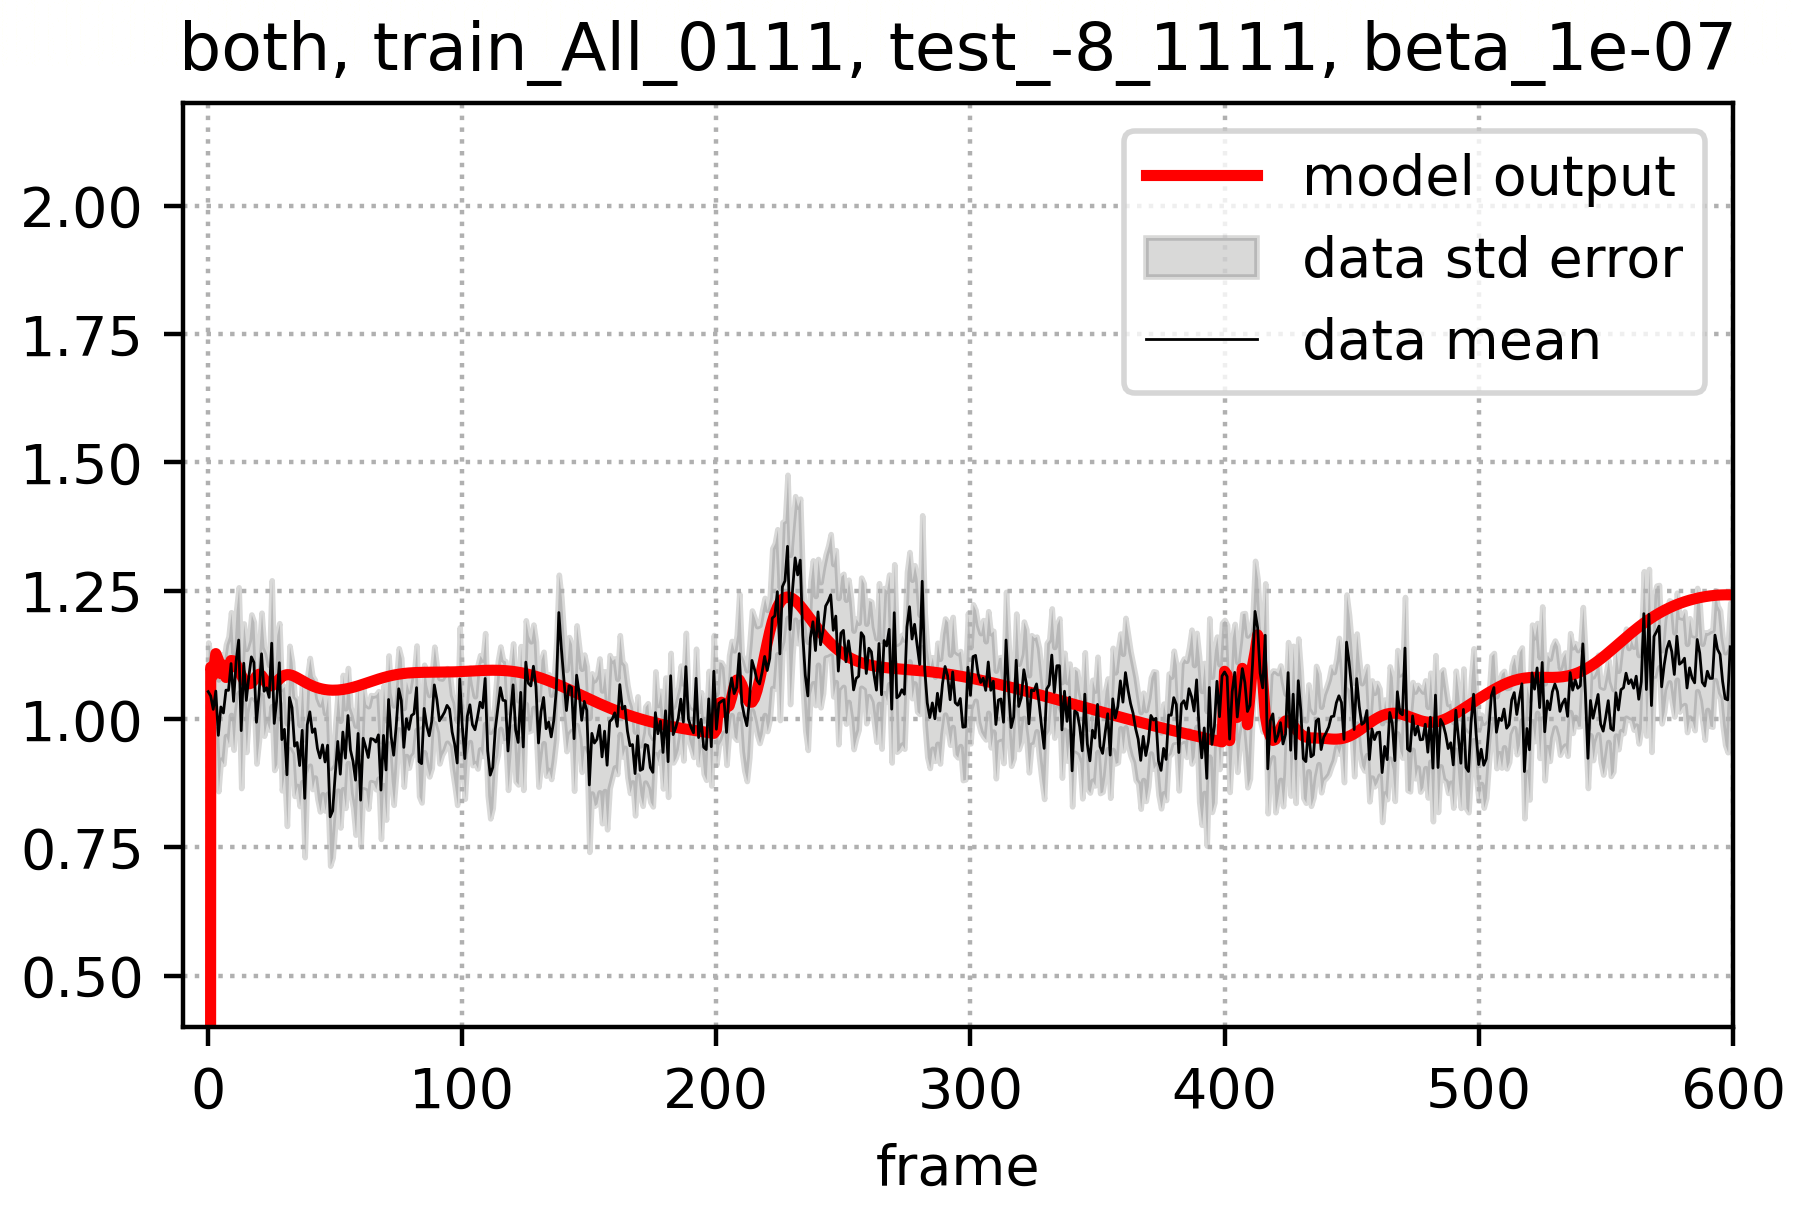 both, train_All_0111, test_-8_1111, beta_1e-07
model output
data std error
data mean
2.00
1.75
1.50
1.25
1.00
0.75
0.50
0 100 200 300 400 500 600
frame